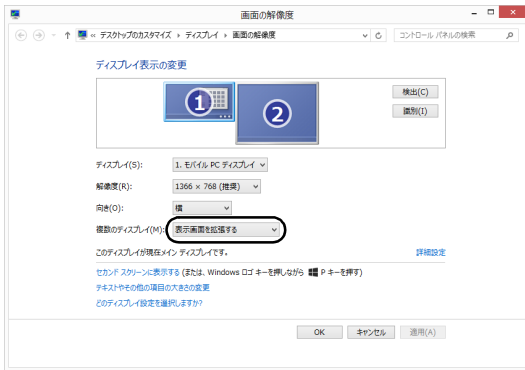 画面の解像度
« デスクトップのカスタマイズ ▸ ディスプレイ ▸ 画面の解像度
コントロール パネルの検索
ディスプレイ表示の変更
1
2
検出(C)
識別(I)
ディスプレイ(S): 1. モバイル PC ディスプレイ
解像度(R): 1366 × 768 (推奨)
向き(O): 横
複数のディスプレイ(M): 表示画面を拡張する
このディスプレイが現在メイン ディスプレイです。 詳細設定
セカンド スクリーンに表示する (または、Windows ロゴ キーを押しながら P キーを押す)
テキストやその他の項目の大きさの変更
どのディスプレイ設定を選択しますか?
OK キャンセル 適用(A)